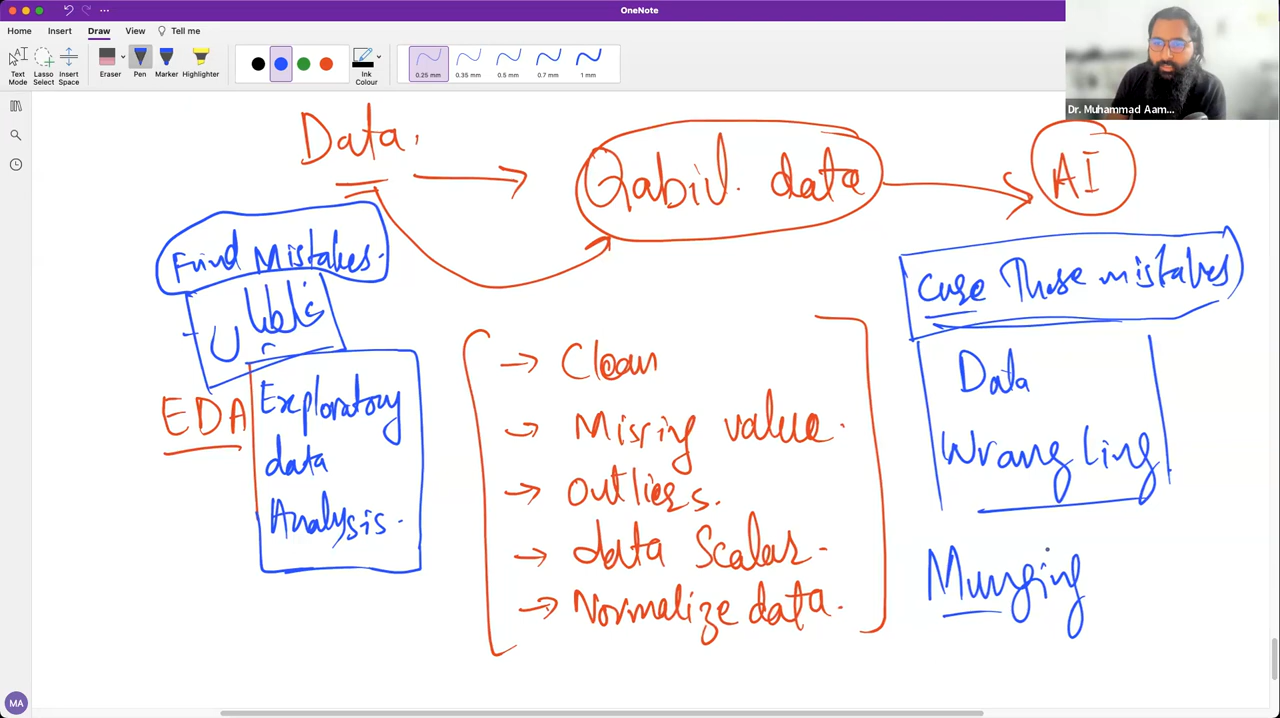 OneNote
Home Insert Draw View Tell me
Text Mode
Lasso Select
Insert Space
Eraser
Pen
Marker
Highlighter
Ink Colour
0.25 mm
0.35 mm
0.5 mm
0.7 mm
1 mm
Dr. Muhammad Aam...
Data.
Qabil data
AI
Find Mistakes.
EDA
Exploratory
data
Analysis.
→ Clean
→ Missing value.
→ Outliers.
→ data Scalar.
→ Normalize data.
Cure Those mistakes
Data
Wrangling
Munging
MA